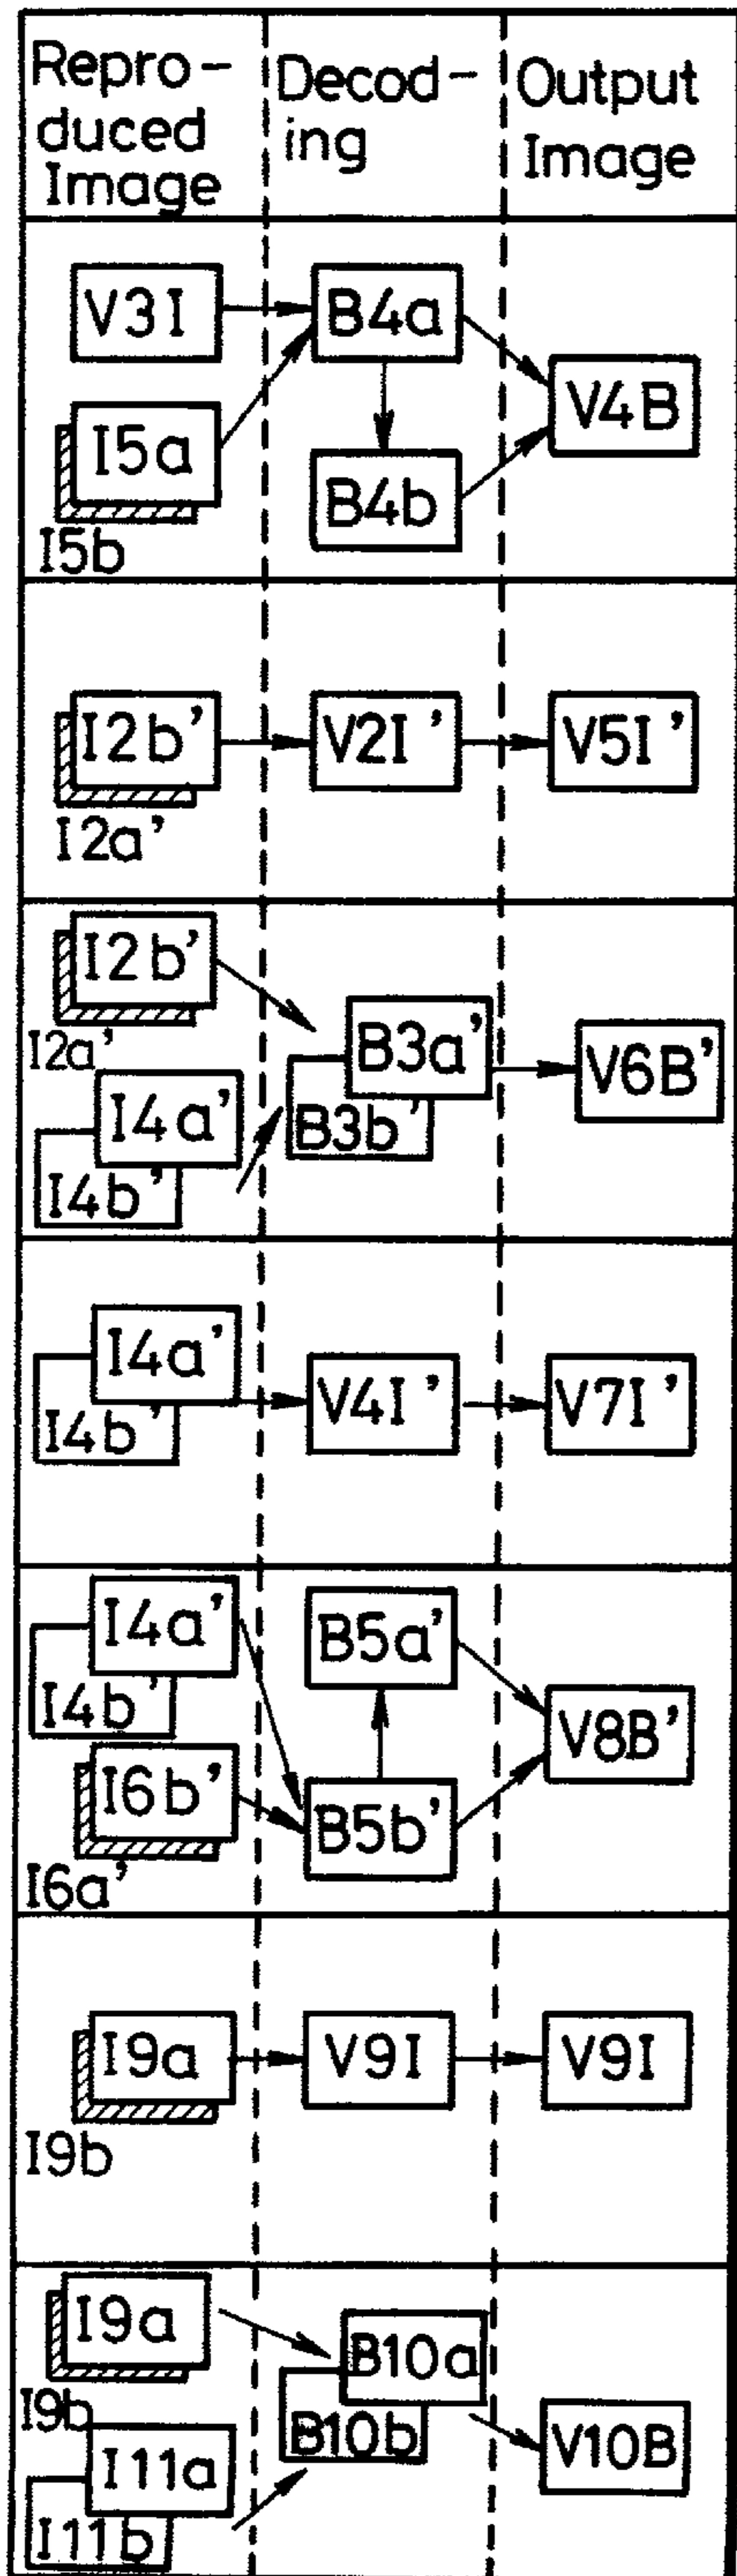 Repro-
duced
Image
Decod-
ing
Output
Image
V3I
B4a
V4B
I5a
B4b
I5b
I2b'
V2I'
V5I'
I2a'
I2b'
I2a'
B3a'
V6B'
I4a'
B3b'
I4b'
I4a'
I4b'
V4I'
V7I'
I4a'
B5a'
I4b'
V8B'
I6b'
B5b'
I6a'
I9a
V9I
V9I
I9b
I9a
B10a
I9b
B10b
V10B
I11a
I11b